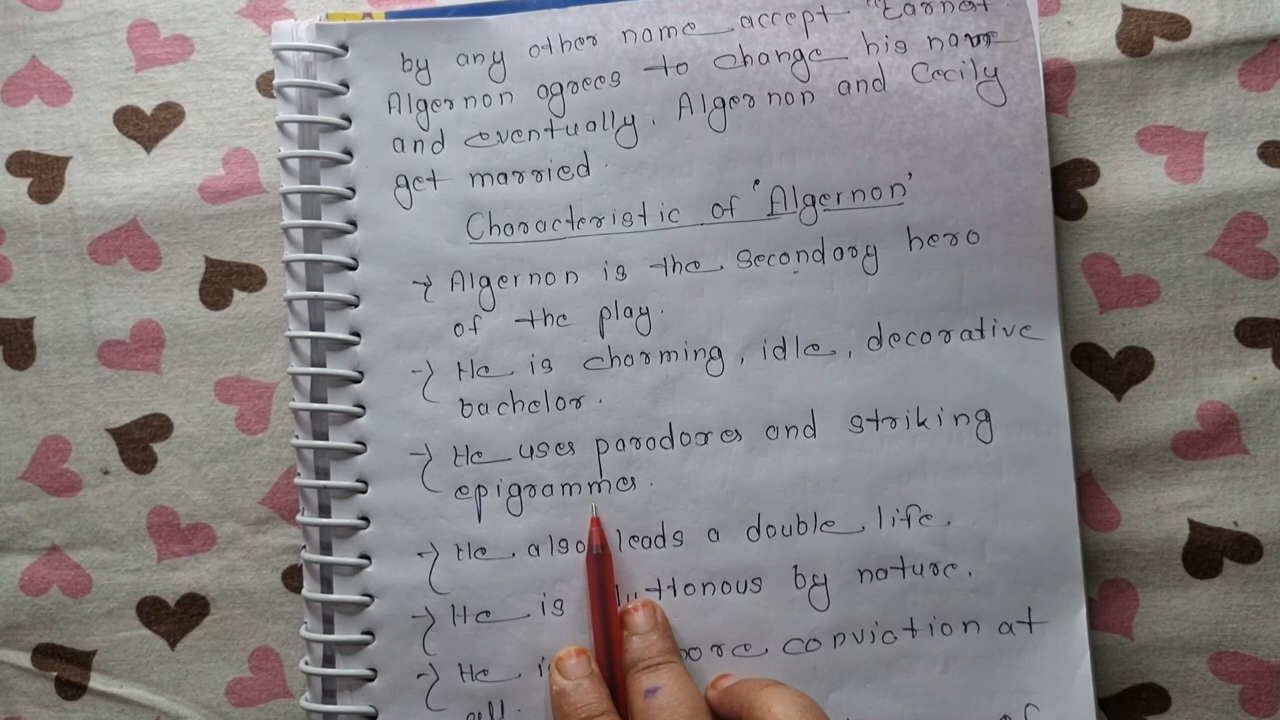 by any other name accept "Earnest
Algernon agrees to change his name
and eventually. Algernon and Cecily
get married.
Characteristic of 'Algernon'
→ Algernon is the secondary hero
of the play.
→ He is charming, idle, decorative
bachelor.
→ He uses paradoxes and striking
epigrammes.
→ He also leads a double life.
→ He is luttonous by nature.
→ He conviction at
all. of